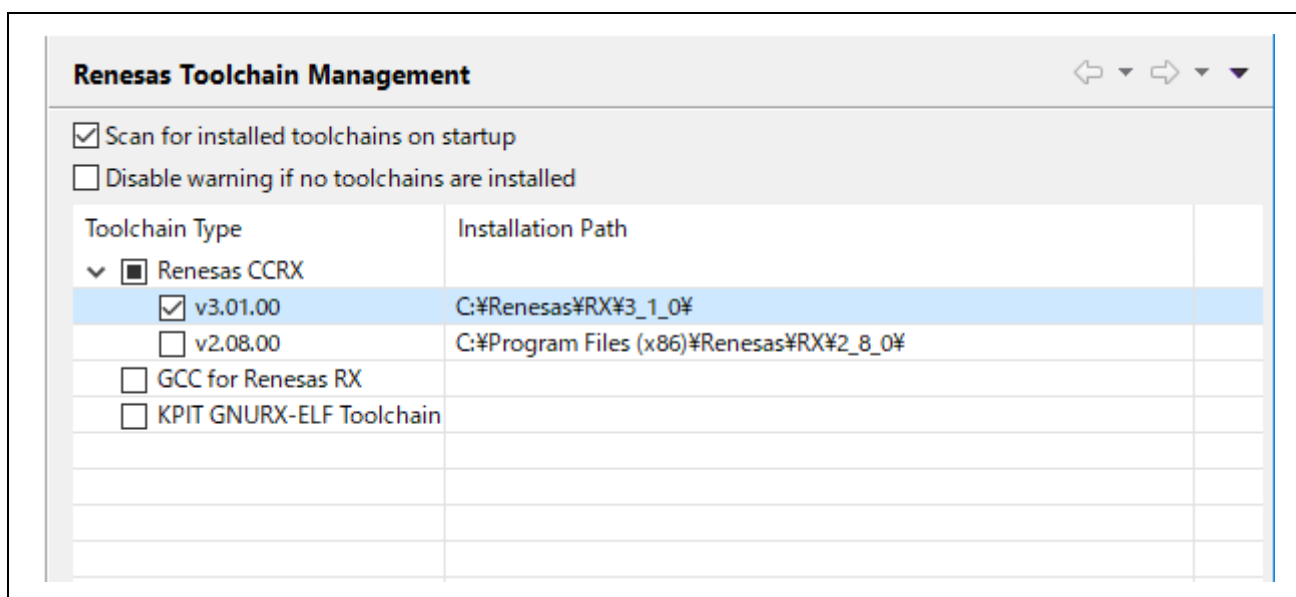 Renesas Toolchain Management
Scan for installed toolchains on startup
Disable warning if no toolchains are installed
Toolchain Type Installation Path
Renesas CCRX
v3.01.00 C:¥Renesas¥RX¥3_1_0¥
v2.08.00 C:¥Program Files (x86)¥Renesas¥RX¥2_8_0¥
GCC for Renesas RX
KPIT GNURX-ELF Toolchain